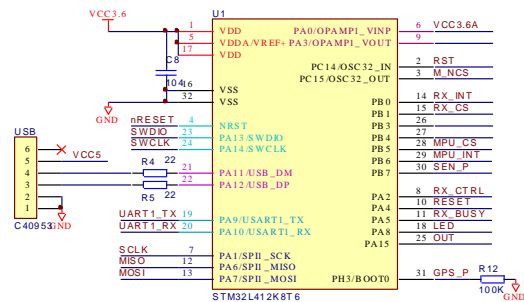 U1
VCC3.6
1 VDD
5 VDDA/VREF+
17 VDD
C8
104
16 VSS
32 VSS
GND
nRESET 4 NRST
SWDIO 23 PA13/SWDIO
SWCLK 24 PA14/SWCLK
USB
6
5 VCC5
4 R4 22 21 PA11/USB_DM
3 22 22 PA12/USB_DP
2 R5
1 GND
C40953
UART1_TX 19 PA9/USART1_TX
UART1_RX 20 PA10/USART1_RX
SCLK 7 PA1/SPI1_SCK
MISO 12 PA6/SPI1_MISO
MOSI 13 PA7/SPI1_MOSI
STM32L412K8T6
PA0/OPAMP1_VINP 6 VCC3.6A
PA3/OPAMP1_VOUT 9
PC14/OSC32_IN 2 RST
PC15/OSC32_OUT 3 M_NCS
PB0 14 RX_INT
PB1 15 RX_CS
PB3 26
PB4 27
PB5 28 MPU_CS
PB6 29 MPU_INT
PB7 30 SEN_P
PA2 8 RX_CTRL
PA4 10 RESET
PA5 11 RX_BUSY
PA8 18 LED
PA15 25 OUT
PH3/BOOT0 31 GPS_P R12
100K
GND